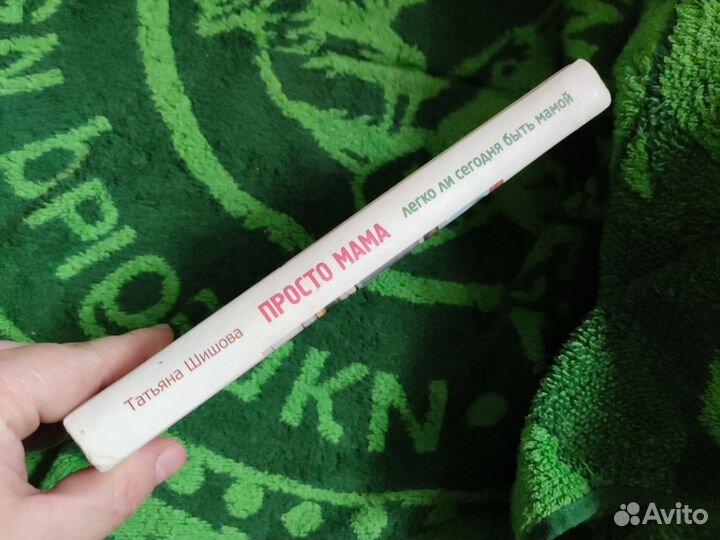 Татьяна Шишова
ПРОСТО МАМА
легко ли сегодня быть мамой
Avito